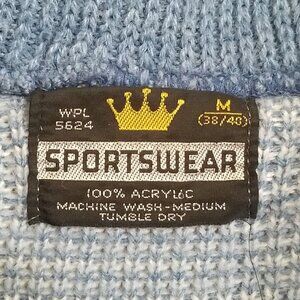 WPL M
5624 (38/40)
SPORTSWEAR
100% ACRYLIC
MACHINE WASH-MEDIUM
TUMBLE DRY